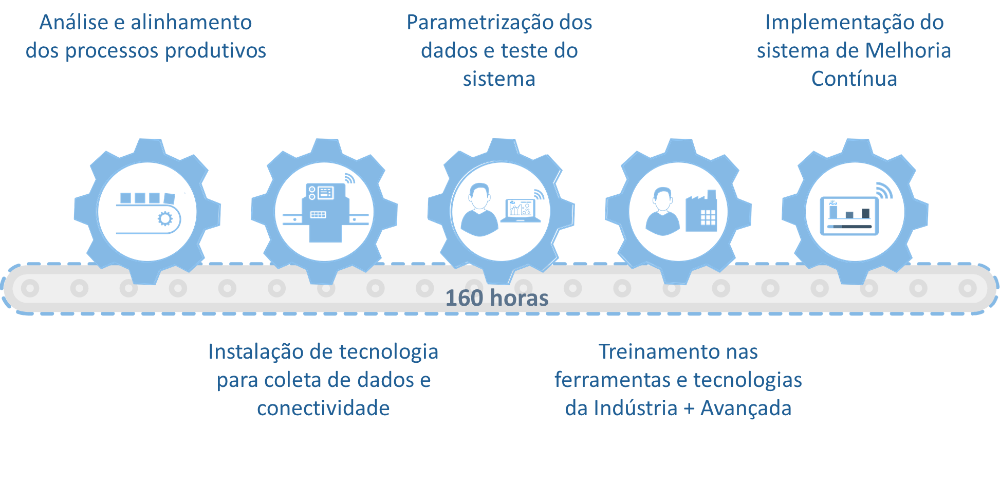 Análise e alinhamento
dos processos produtivos
Parametrização dos
dados e teste do
sistema
Implementação do
sistema de Melhoria
Contínua
160 horas
Instalação de tecnologia
para coleta de dados e
conectividade
Treinamento nas
ferramentas e tecnologias
da Indústria + Avançada